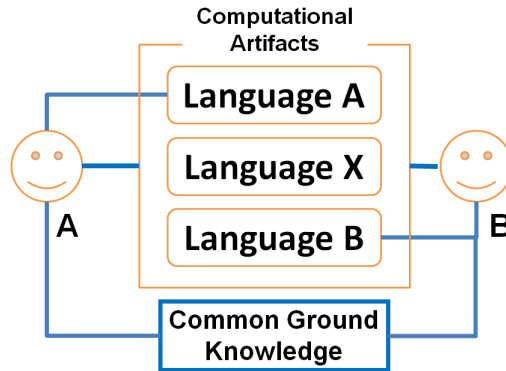 Computational
Artifacts
Language A
Language X
A
B
Language B
Common Ground
Knowledge